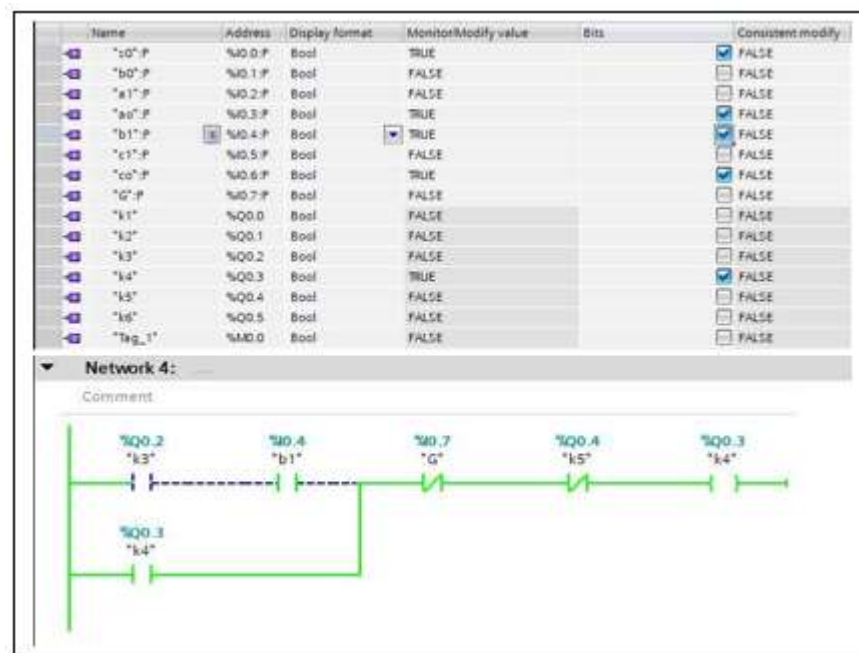 Name Address Display format Monitor/Modify value Bits Consistent modify
"s0":P %I0.0:P Bool TRUE FALSE
"b0":P %I0.1:P Bool FALSE FALSE
"a1":P %I0.2:P Bool FALSE FALSE
"ao":P %I0.3:P Bool TRUE FALSE
"b1":P %I0.4:P Bool TRUE FALSE
"c1":P %I0.5:P Bool FALSE FALSE
"co":P %I0.6:P Bool TRUE FALSE
"G":P %I0.7:P Bool FALSE FALSE
"k1" %Q0.0 Bool FALSE FALSE
"k2" %Q0.1 Bool FALSE FALSE
"k3" %Q0.2 Bool FALSE FALSE
"k4" %Q0.3 Bool TRUE FALSE
"k5" %Q0.4 Bool FALSE FALSE
"k6" %Q0.5 Bool FALSE FALSE
"Tag_1" %M0.0 Bool FALSE FALSE
Network 4: .....
Comment
%Q0.2 %I0.4 %I0.7 %Q0.4 %Q0.3
"k3" "b1" "G" "k5" "k4"
%Q0.3
"k4"